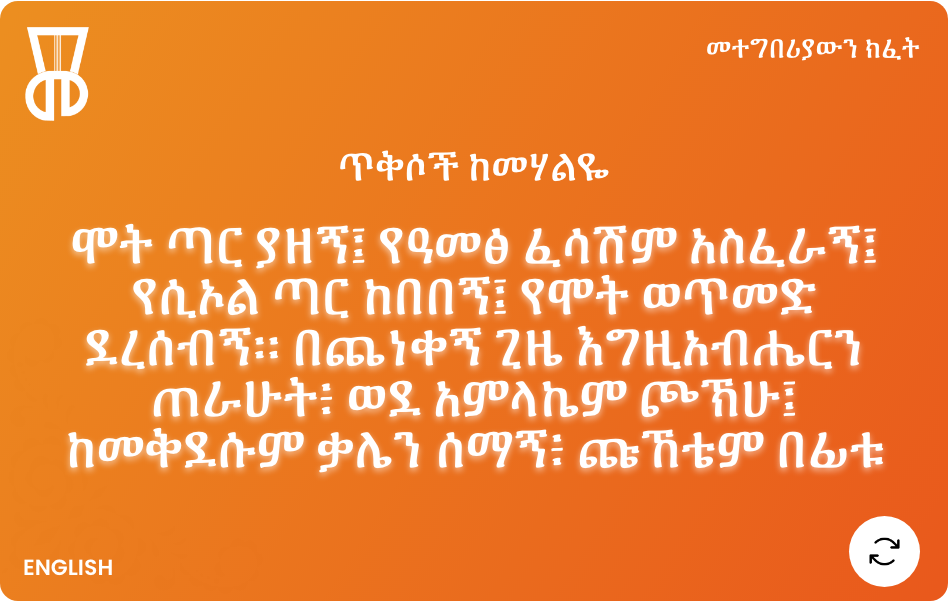 መተግበሪያውን ክፈት
ጥቅሶች ከመሃልዬ
ሞት ጣር ያዘኝ፤ የዓመፅ ፈሳሽም አስፈራኝ፤
የሲኦል ጣር ከበበኝ፤ የሞት ወጥመድ
ደረሰብኝ። በጨነቀኝ ጊዜ እግዚአብሔርን
ጠራሁት፥ ወደ አምላኬም ጮኽሁ፤
ከመቅደሱም ቃሌን ሰማኝ፥ ጩኸቴም በፊቱ
ENGLISH